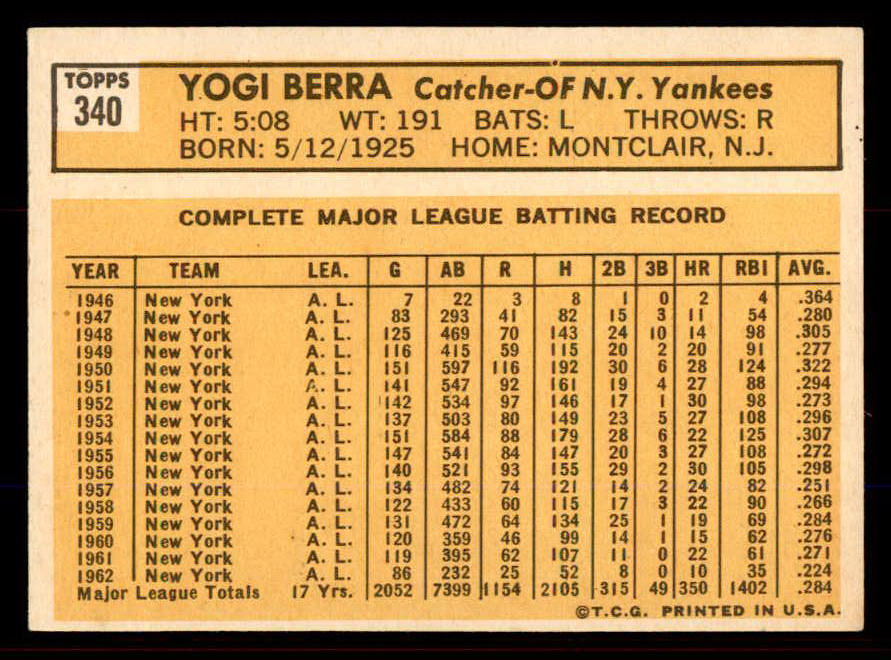 TOPPS
340
YOGI BERRA Catcher-OF N.Y. Yankees
HT: 5:08 WT: 191 BATS: L THROWS: R
BORN: 5/12/1925 HOME: MONTCLAIR, N.J.
COMPLETE MAJOR LEAGUE BATTING RECORD
YEAR TEAM LEA. G AB R H 2B 3B HR RBI AVG.
1946 New York A. L. 7 22 3 8 1 0 2 4 .364
1947 New York A. L. 83 293 41 82 15 3 11 54 .280
1948 New York A. L. 125 469 70 143 24 10 14 98 .305
1949 New York A. L. 116 415 59 115 20 2 20 91 .277
1950 New York A. L. 151 597 116 192 30 6 28 124 .322
1951 New York A. L. 141 547 92 161 19 4 27 88 .294
1952 New York A. L. 142 534 97 146 17 1 30 98 .273
1953 New York A. L. 137 503 80 149 23 5 27 108 .296
1954 New York A. L. 151 584 88 179 28 6 22 125 .307
1955 New York A. L. 147 541 84 147 20 3 27 108 .272
1956 New York A. L. 140 521 93 155 29 2 30 105 .298
1957 New York A. L. 134 482 74 121 14 2 24 82 .251
1958 New York A. L. 122 433 60 115 17 3 22 90 .266
1959 New York A. L. 131 472 64 134 25 1 19 69 .284
1960 New York A. L. 120 359 46 99 14 1 15 62 .276
1961 New York A. L. 119 395 62 107 11 0 22 61 .271
1962 New York A. L. 86 232 25 52 8 0 10 35 .224
Major League Totals 17 Yrs. 2052 7399 1154 2105 315 49 350 1402 .284
©T.C.G. PRINTED IN U.S.A.